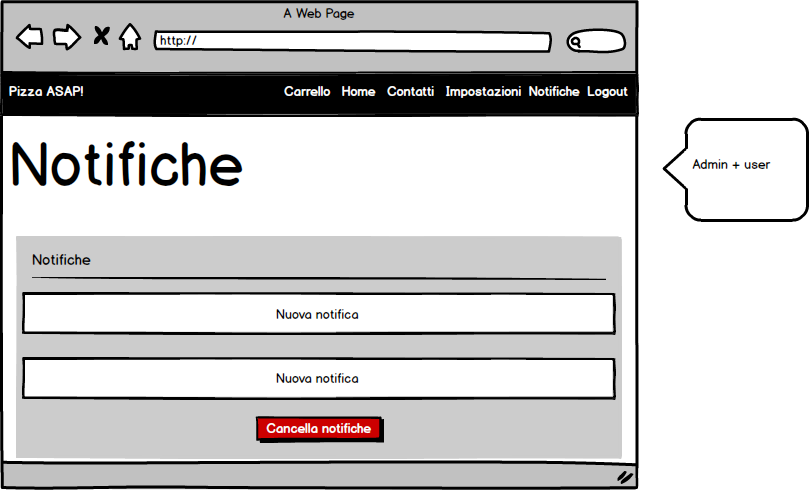 A Web Page
http://
Pizza ASAP!
Carrello Home Contatti Impostazioni Notifiche Logout
Notifiche
Admin + user
Notifiche
Nuova notifica
Nuova notifica
Cancella notifiche